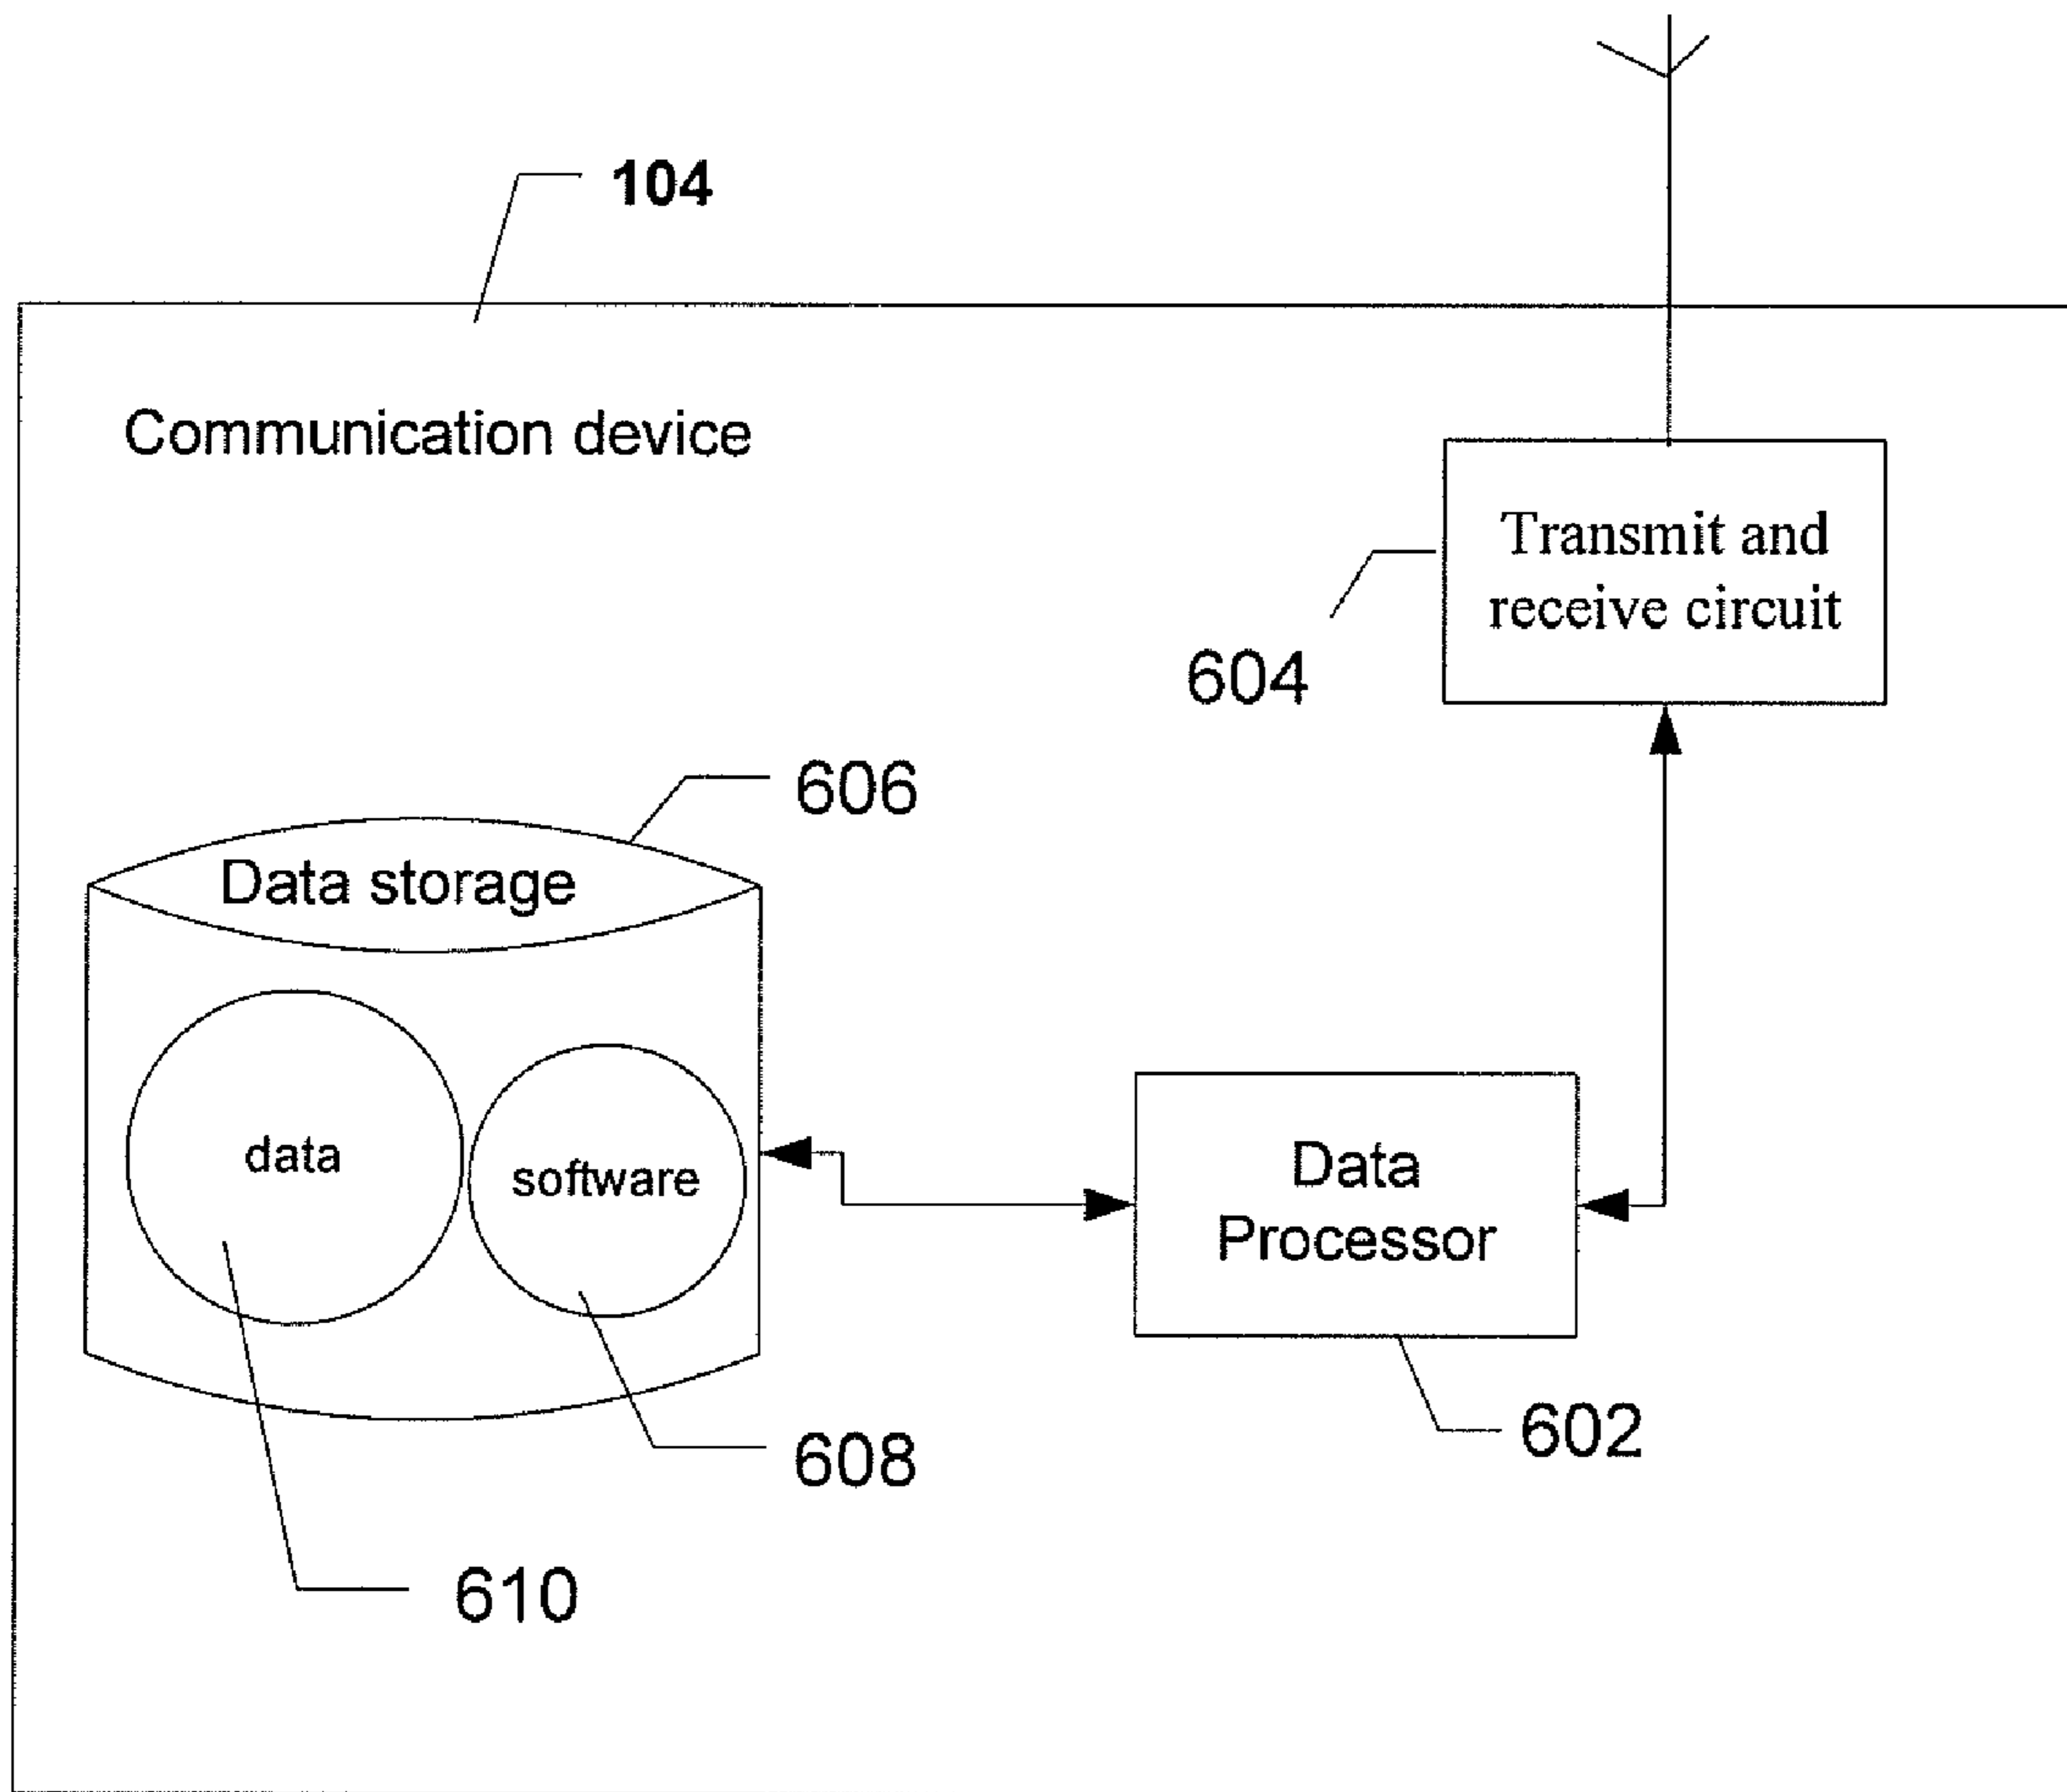 104
Communication device
Transmit and
receive circuit
604
606
Data storage
data
software
Data
Processor
602
608
610